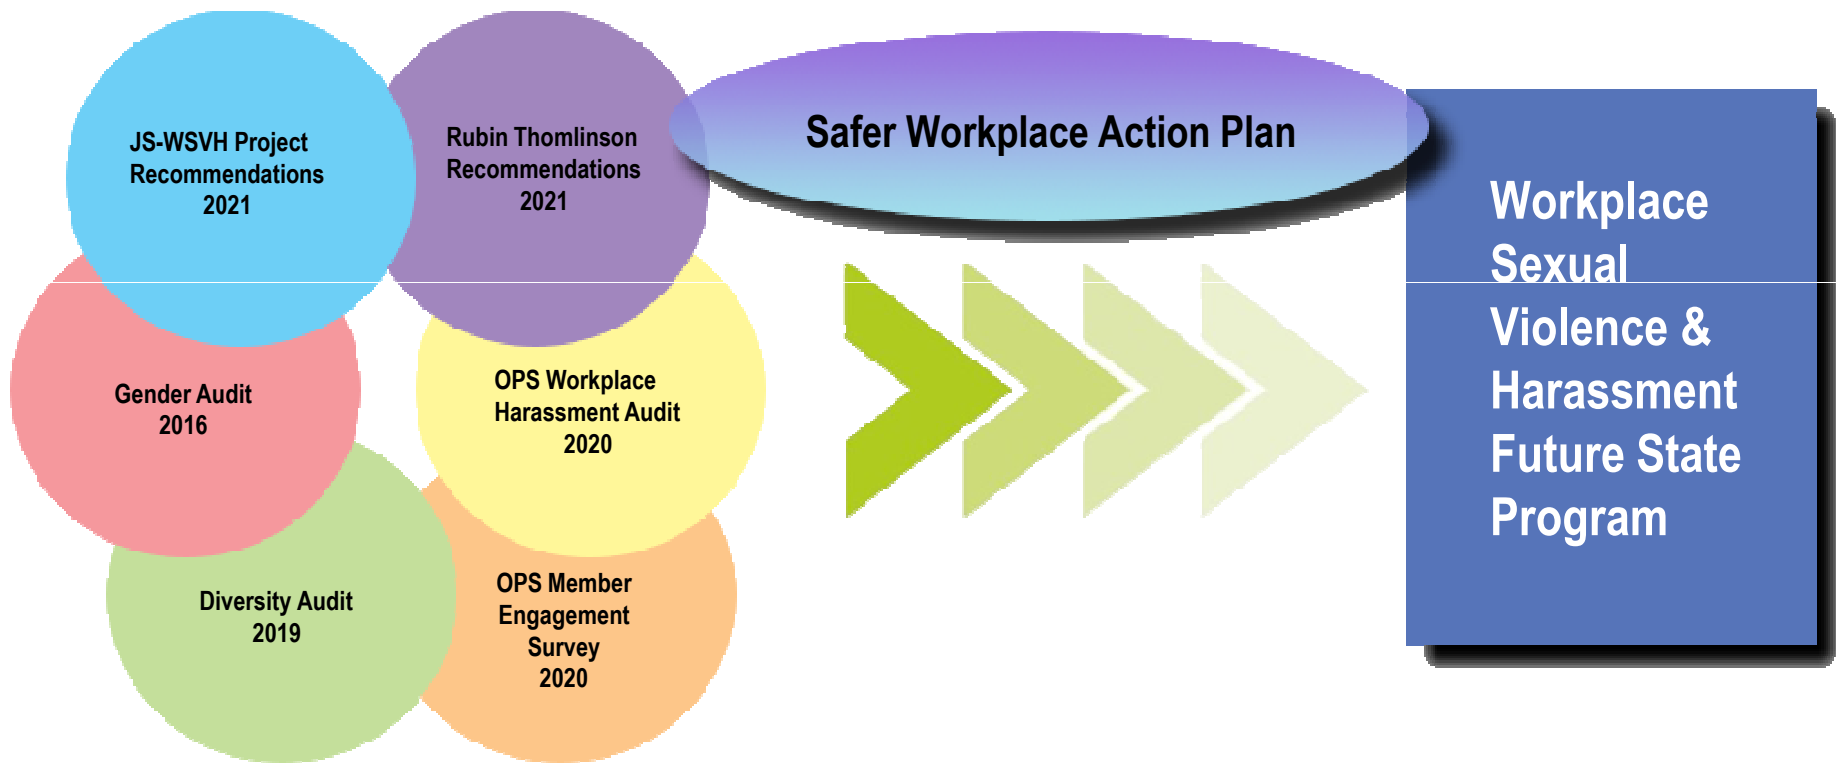 JS-WSVH Project
Recommendations
2021
Rubin Thomlinson
Recommendations
2021
Safer Workplace Action Plan
Gender Audit
2016
OPS Workplace
Harassment Audit
2020
Diversity Audit
2019
OPS Member
Engagement
Survey
2020
Workplace
Sexual
Violence &
Harassment
Future State
Program